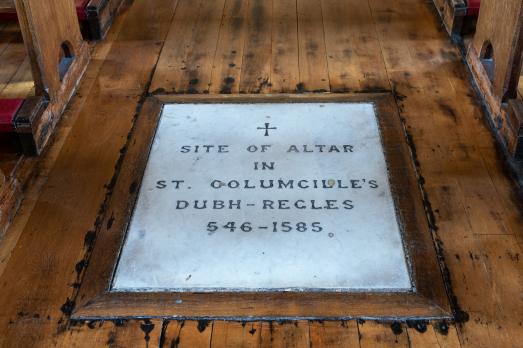 SITE OF ALTAR
IN
ST. COLUMCILLE'S
DUBH-REGLES
546-1585.